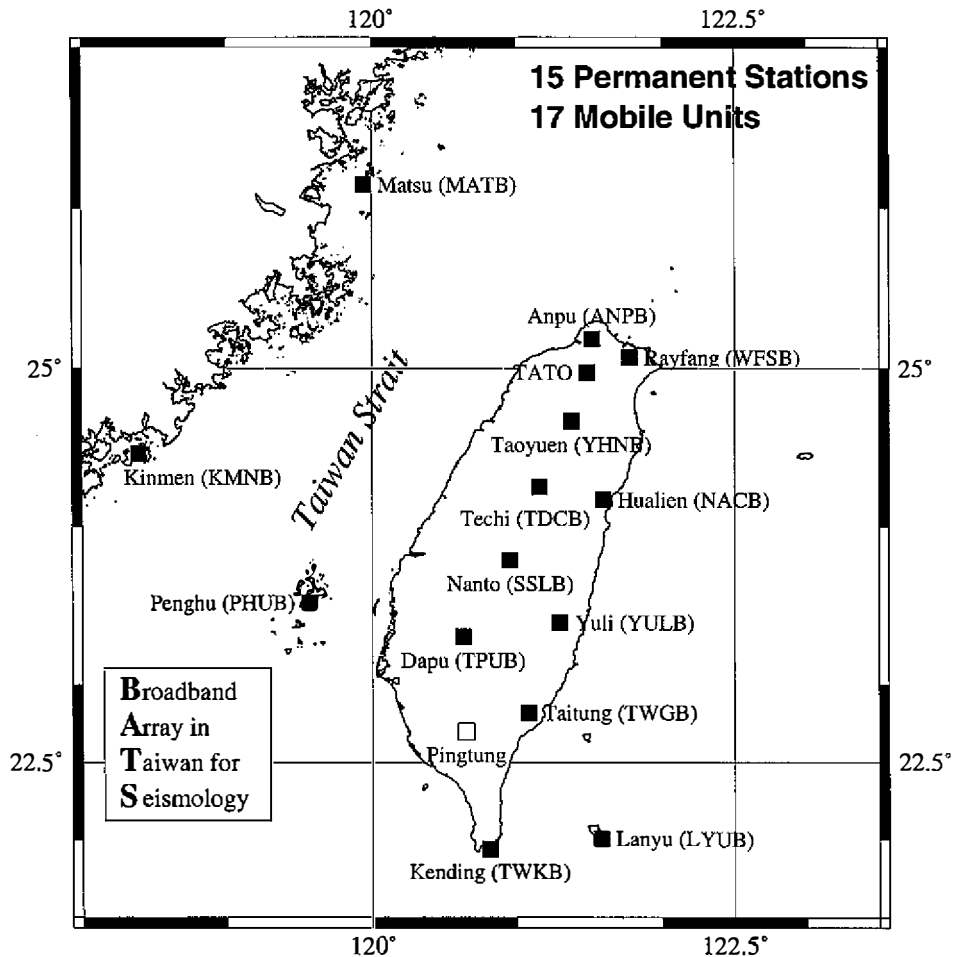 120° 122.5°
15 Permanent Stations
17 Mobile Units
Matsu (MATB)
Anpu (ANPB)
Rayfang (WFSB)
25° TATO 25°
Taiwan Strait
Taoyuen (YHNB)
Kinmen (KMNB)
Hualien (NACB)
Techi (TDCB)
Nanto (SSLB)
Penghu (PHUB)
Yuli (YULB)
Dapu (TPUB)
Broadband
Array in
Taiwan for
Seismology
Taitung (TWGB)
Pingtung
22.5° 22.5°
Lanyu (LYUB)
Kending (TWKB)
120° 122.5°